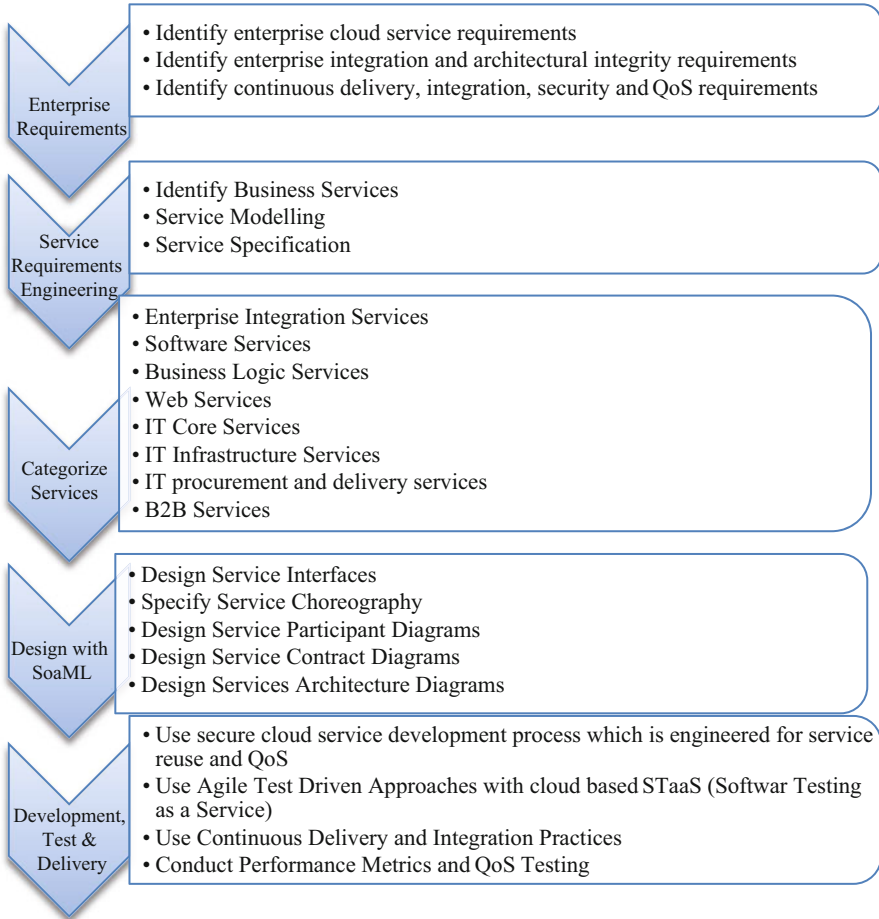 Enterprise
Requirements
• Identify enterprise cloud service requirements
• Identify enterprise integration and architectural integrity requirements
• Identify continuous delivery, integration, security and QoS requirements
Service
Requirements
Engineering
• Identify Business Services
• Service Modelling
• Service Specification
Categorize
Services
• Enterprise Integration Services
• Software Services
• Business Logic Services
• Web Services
• IT Core Services
• IT Infrastructure Services
• IT procurement and delivery services
• B2B Services
Design with
SoaML
• Design Service Interfaces
• Specify Service Choreography
• Design Service Participant Diagrams
• Design Service Contract Diagrams
• Design Services Architecture Diagrams
Development,
Test &
Delivery
• Use secure cloud service development process which is engineered for service
reuse and QoS
• Use Agile Test Driven Approaches with cloud based STaaS (Softwar Testing
as a Service)
• Use Continuous Delivery and Integration Practices
• Conduct Performance Metrics and QoS Testing